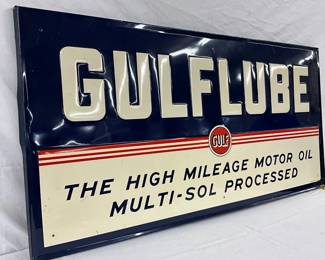 GULFLUBE
GULF
THE HIGH MILEAGE MOTOR OIL
MULTI-SOL PROCESSED